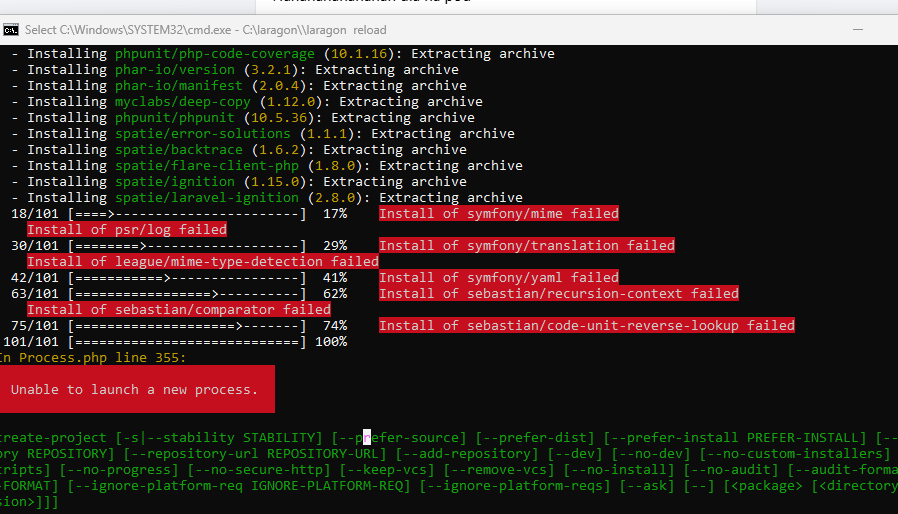 Select C:\Windows\SYSTEM32\cmd.exe - C:\laragon\\laragon reload
- Installing phpunit/php-code-coverage (10.1.16): Extracting archive
- Installing phar-io/version (3.2.1): Extracting archive
- Installing phar-io/manifest (2.0.4): Extracting archive
- Installing myclabs/deep-copy (1.12.0): Extracting archive
- Installing phpunit/phpunit (10.5.36): Extracting archive
- Installing spatie/error-solutions (1.1.1): Extracting archive
- Installing spatie/backtrace (1.6.2): Extracting archive
- Installing spatie/flare-client-php (1.8.0): Extracting archive
- Installing spatie/ignition (1.15.0): Extracting archive
- Installing spatie/laravel-ignition (2.8.0): Extracting archive
18/101 [====>-----------------------] 17% Install of symfony/mime failed
Install of psr/log failed
30/101 [========>-------------------] 29% Install of symfony/translation failed
Install of league/mime-type-detection failed
42/101 [===========>----------------] 41% Install of symfony/yaml failed
63/101 [=================>----------] 62% Install of sebastian/recursion-context failed
Install of sebastian/comparator failed
75/101 [====================>-------] 74% Install of sebastian/code-unit-reverse-lookup failed
101/101 [============================] 100%
In Process.php line 355:
Unable to launch a new process.
create-project [-s|--stability STABILITY] [--prefer-source] [--prefer-dist] [--prefer-install PREFER-INSTALL] [--
ory REPOSITORY] [--repository-url REPOSITORY-URL] [--add-repository] [--dev] [--no-dev] [--no-custom-installers]
cripts] [--no-progress] [--no-secure-http] [--keep-vcs] [--remove-vcs] [--no-install] [--no-audit] [--audit-forma
-FORMAT] [--ignore-platform-req IGNORE-PLATFORM-REQ] [--ignore-platform-reqs] [--ask] [--] [<package> [<directory
sion>]]]